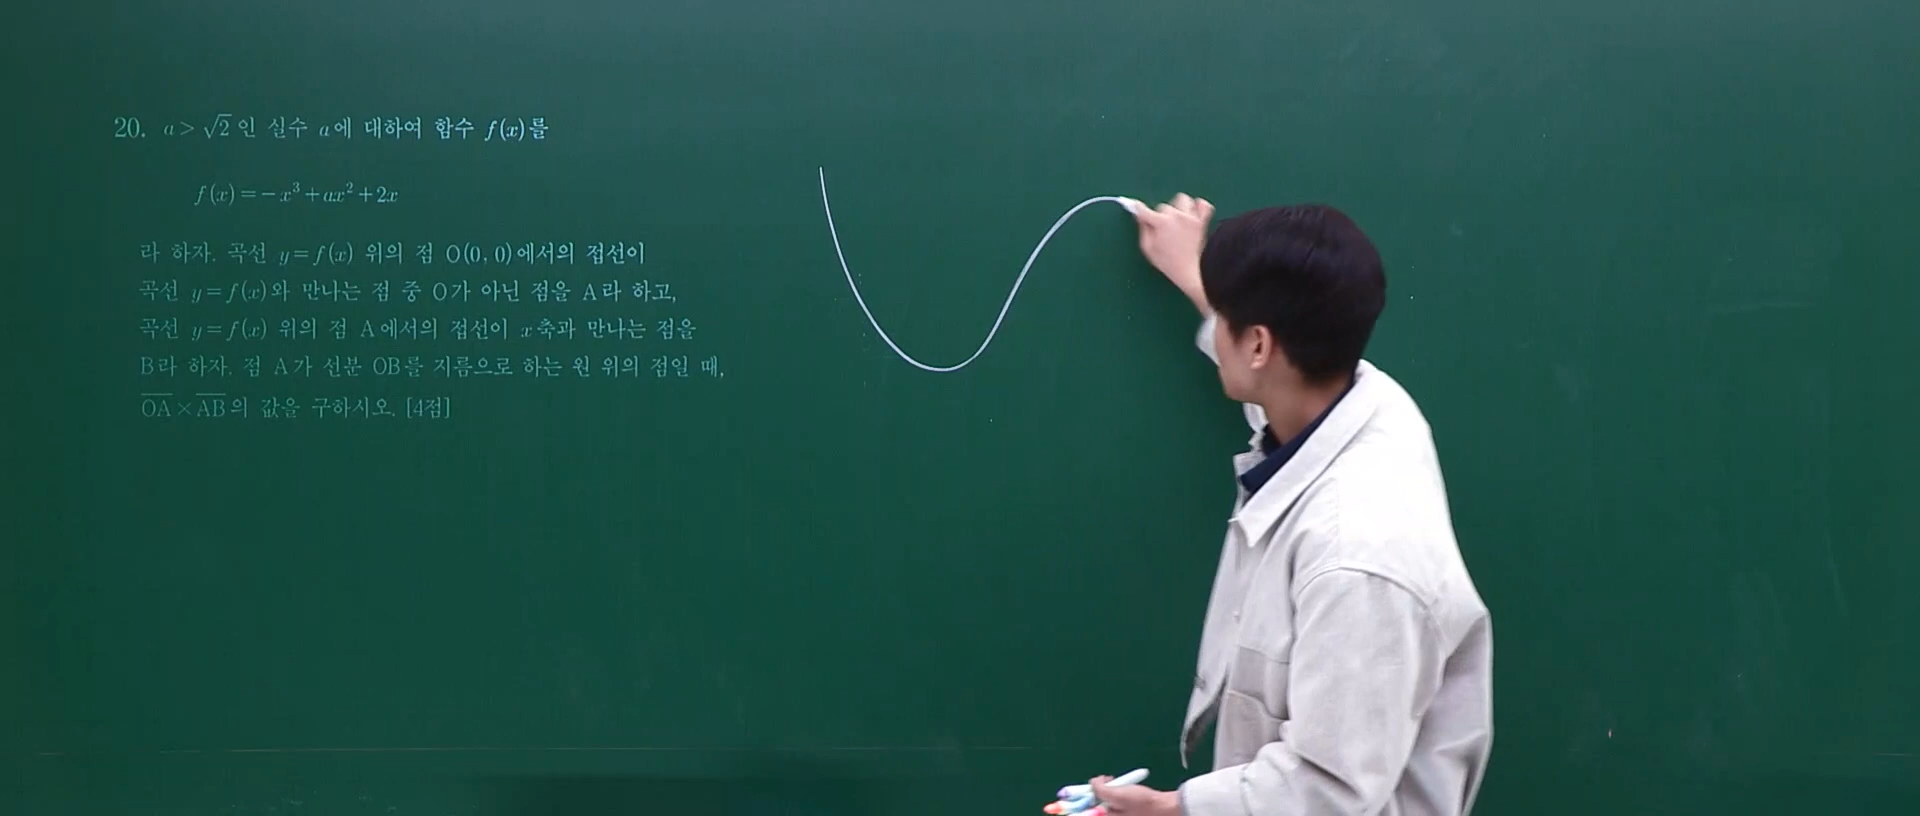 20. a > √2 인 실수 a에 대하여 함수 f(x)를
f(x) = -x³ + ax² + 2x
라 하자. 곡선 y = f(x) 위의 점 O(0, 0)에서의 접선이
곡선 y = f(x)와 만나는 점 중 O가 아닌 점을 A라 하고,
곡선 y = f(x) 위의 점 A에서의 접선이 x축과 만나는 점을
B라 하자. 점 A가 선분 OB를 지름으로 하는 원 위의 점일 때,
O̅A̅ × A̅B̅의 값을 구하시오. [4점]